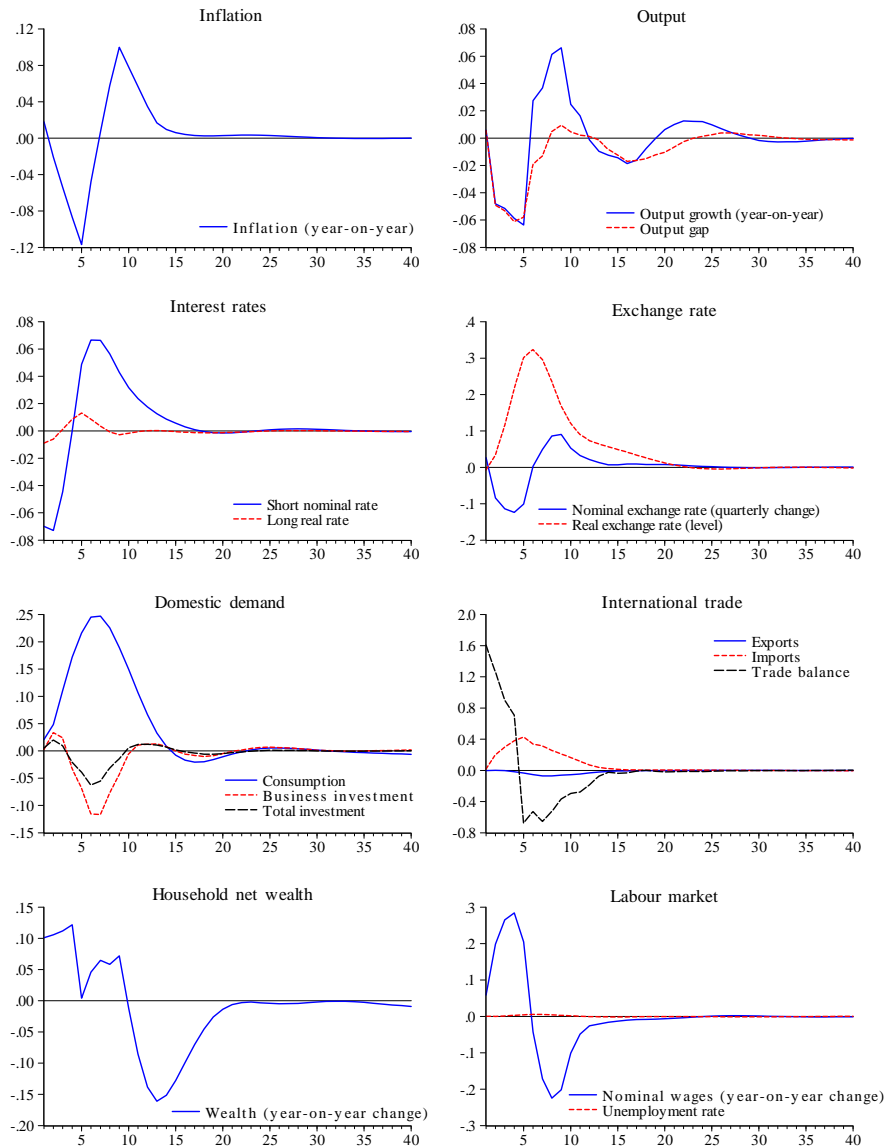 Inflation
.12
.08
.04
.00
-.04
-.08
-.12
Inflation (year-on-year)
5 10 15 20 25 30 35 40
Output
.08
.06
.04
.02
.00
-.02
-.04
-.06
-.08
Output growth (year-on-year)
Output gap
5 10 15 20 25 30 35 40
Interest rates
.08
.06
.04
.02
.00
-.02
-.04
-.06
-.08
Short nominal rate
Long real rate
5 10 15 20 25 30 35 40
Exchange rate
.4
.3
.2
.1
.0
-.1
-.2
Nominal exchange rate (quarterly change)
Real exchange rate (level)
5 10 15 20 25 30 35 40
Domestic demand
.25
.20
.15
.10
.05
.00
-.05
-.10
-.15
Consumption
Business investment
Total investment
5 10 15 20 25 30 35 40
International trade
2.0
1.6
1.2
0.8
0.4
0.0
-0.4
-0.8
Exports
Imports
Trade balance
5 10 15 20 25 30 35 40
Household net wealth
.15
.10
.05
.00
-.05
-.10
-.15
-.20
Wealth (year-on-year change)
5 10 15 20 25 30 35 40
Labour market
.3
.2
.1
.0
-.1
-.2
-.3
Nominal wages (year-on-year change)
Unemployment rate
5 10 15 20 25 30 35 40